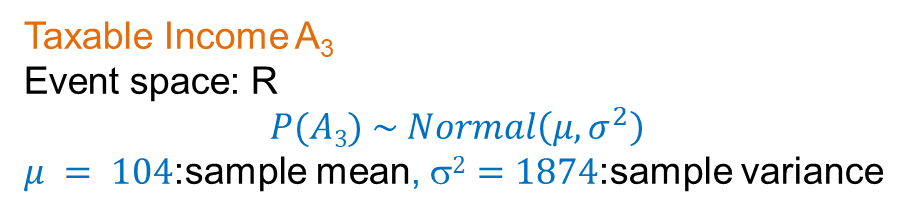 Taxable Income A₃
Event space: R
P(A₃) ~ Normal(μ, σ²)
μ = 104:sample mean, σ² = 1874:sample variance